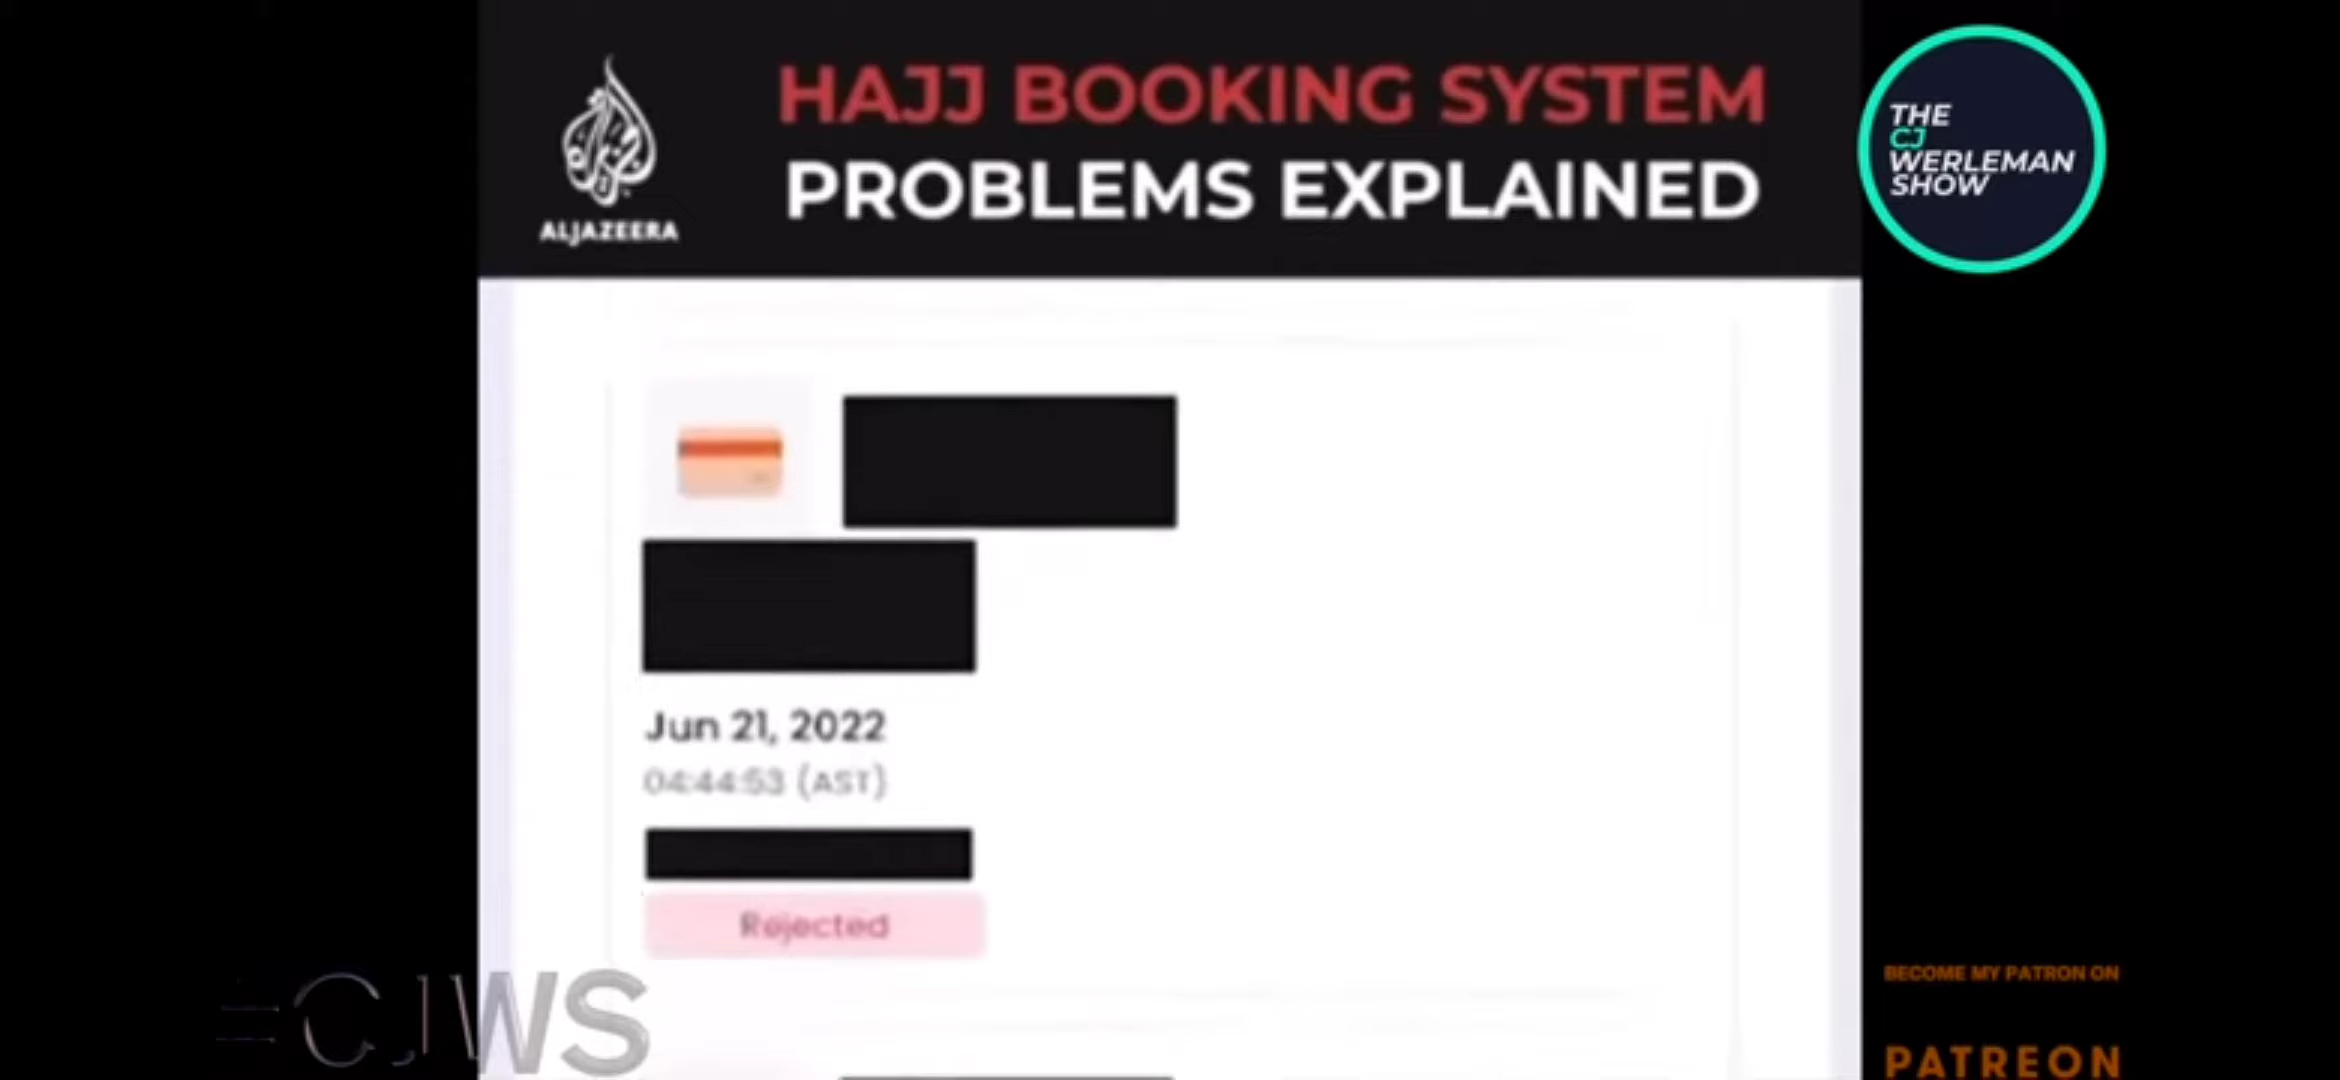 HAJJ BOOKING SYSTEM
PROBLEMS EXPLAINED
ALJAZEERA
THE
CJ
WERLEMAN
SHOW
Jun 21, 2022
04:44:53 (AST)
Rejected
CJWS
BECOME MY PATRON ON
PATREON